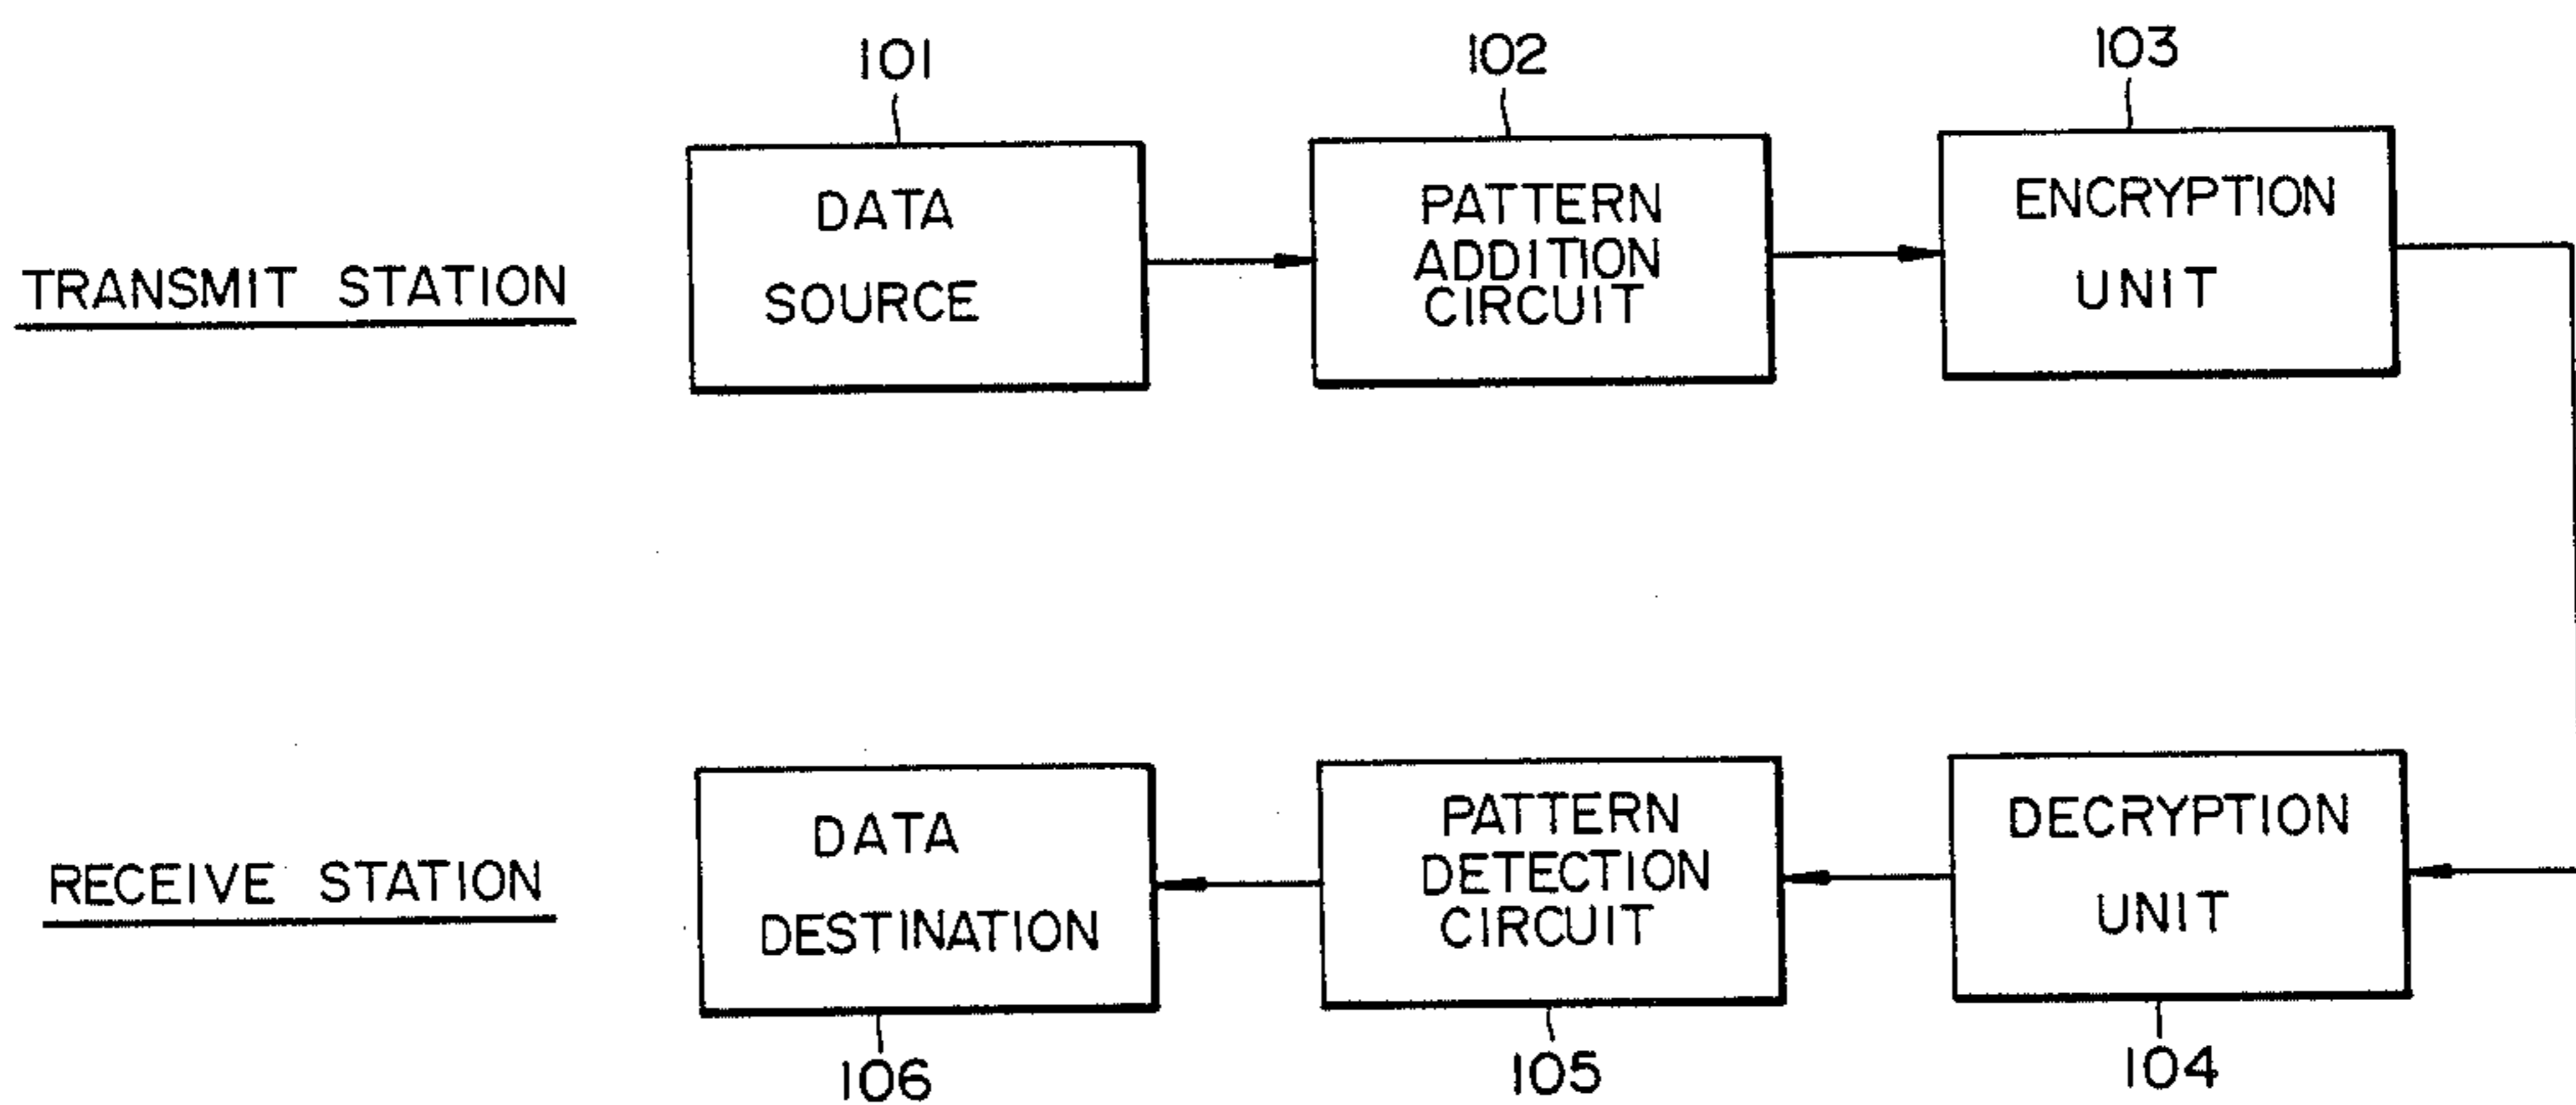 101
102
103
TRANSMIT STATION
DATA
SOURCE
PATTERN
ADDITION
CIRCUIT
ENCRYPTION
UNIT
RECEIVE STATION
DATA
DESTINATION
PATTERN
DETECTION
CIRCUIT
DECRYPTION
UNIT
106
105
104